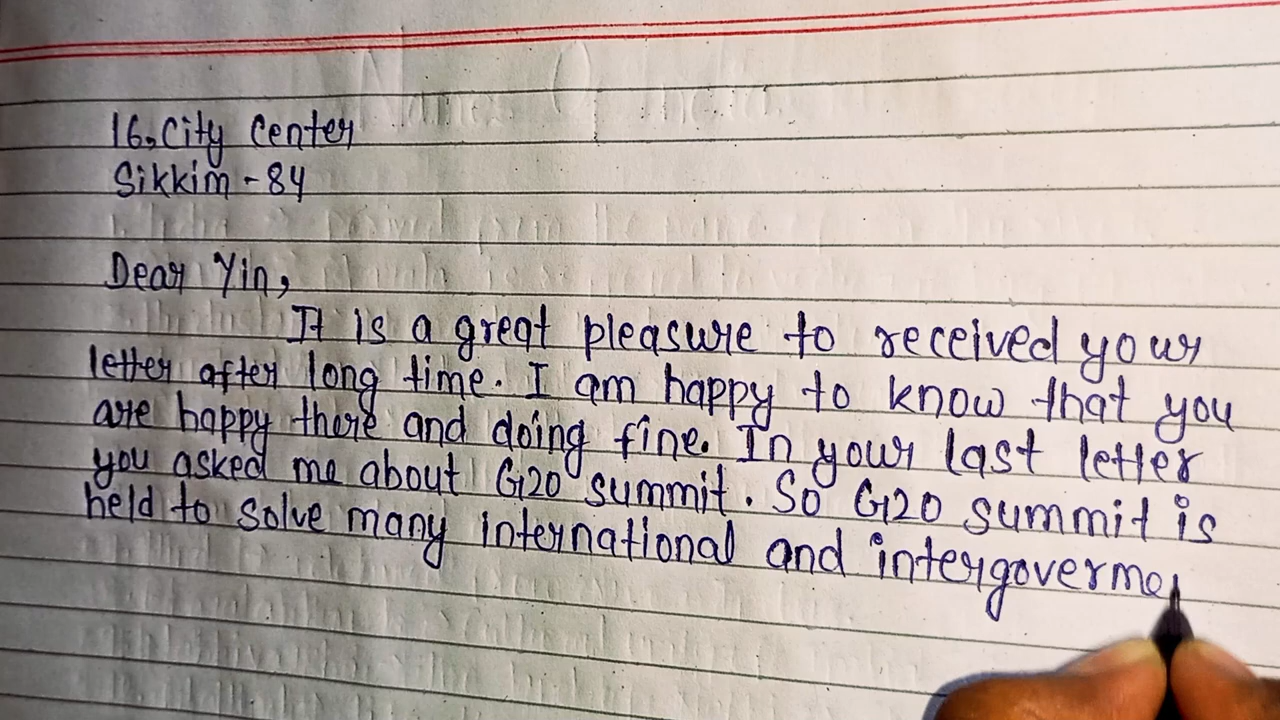 16, City Center
Sikkim - 84
Dear Yin,
It is a great pleasure to received your
letter after long time. I am happy to know that you
are happy there and doing fine. In your last letter
you asked me about G20 summit. So G20 summit is
held to solve many international and intergoverme